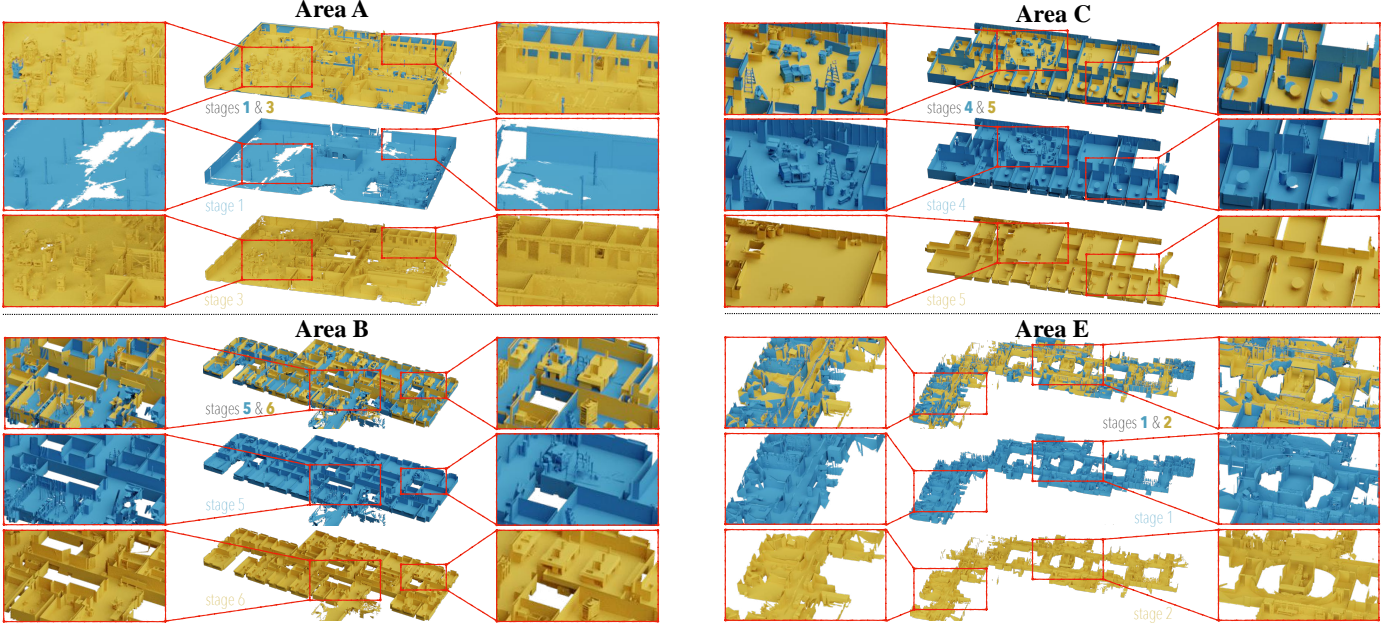 Area A
stages 1 & 3
stage 1
stage 3
Area C
stages 4 & 5
stage 4
stage 5
Area B
stages 5 & 6
stage 5
stage 6
Area E
stages 1 & 2
stage 1
stage 2